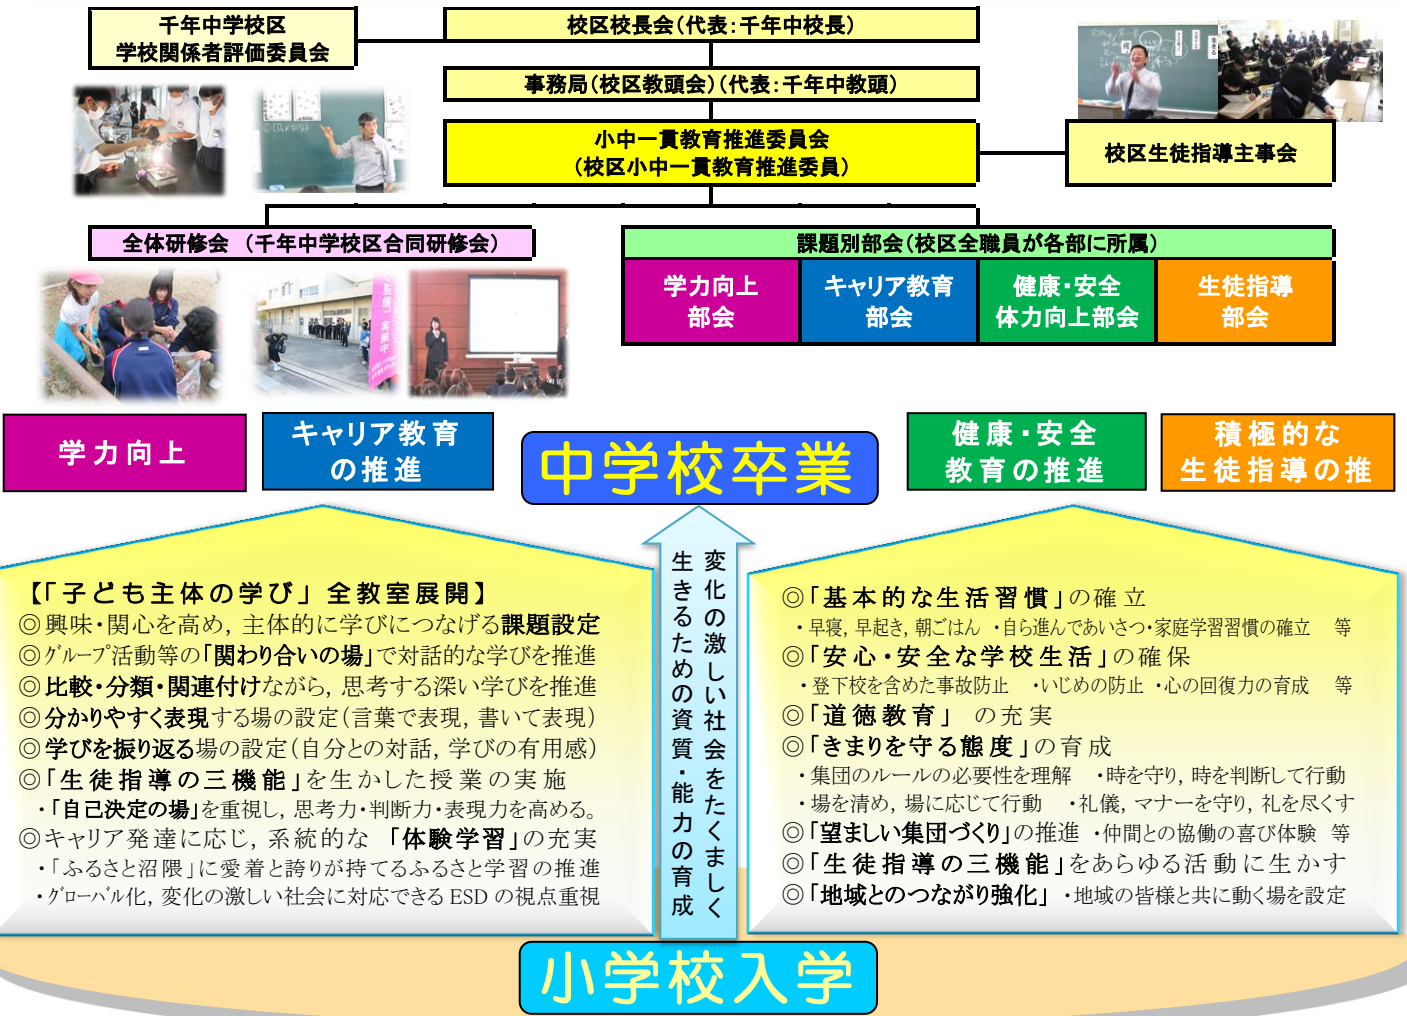 千年中学校区
学校関係者評価委員会
校区校長会(代表:千年中校長)
事務局(校区教頭会)(代表:千年中教頭)
小中一貫教育推進委員会
(校区小中一貫教育推進委員)
校区生徒指導主事会
全体研修会 (千年中学校区合同研修会)
課題別部会(校区全職員が各部に所属)
学力向上
部会
キャリア教育
部会
健康・安全
体力向上部会
生徒指導
部会
学力向上
キャリア教育
の推進
中学校卒業
健康・安全
教育の推進
積極的な
生徒指導の推
【「子ども主体の学び」全教室展開】
◎興味・関心を高め,主体的に学びにつなげる課題設定
◎グループ活動等の「関わり合いの場」で対話的な学びを推進
◎比較・分類・関連付けながら,思考する深い学びを推進
◎分かりやすく表現する場の設定(言葉で表現,書いて表現)
◎学びを振り返る場の設定(自分との対話,学びの有用感)
◎「生徒指導の三機能」を生かした授業の実施
・「自己決定の場」を重視し,思考力・判断力・表現力を高める。
◎キャリア発達に応じ,系統的な 「体験学習」の充実
・「ふるさと沼隈」に愛着と誇りが持てるふるさと学習の推進
・グローバル化,変化の激しい社会に対応できるESDの視点重視
変化の激しい社会をたくましく
生きるための資質・能力の育成
◎「基本的な生活習慣」の確立
・早寝,早起き,朝ごはん ・自ら進んであいさつ・家庭学習習慣の確立 等
◎「安心・安全な学校生活」の確保
・登下校を含めた事故防止 ・いじめの防止 ・心の回復力の育成 等
◎「道徳教育」 の充実
◎「きまりを守る態度」の育成
・集団のルールの必要性を理解 ・時を守り,時を判断して行動
・場を清め,場に応じて行動 ・礼儀,マナーを守り,礼を尽くす
◎「望ましい集団づくり」の推進 ・仲間との協働の喜び体験 等
◎「生徒指導の三機能」をあらゆる活動に生かす
◎「地域とのつながり強化」 ・地域の皆様と共に動く場を設定
小学校入学